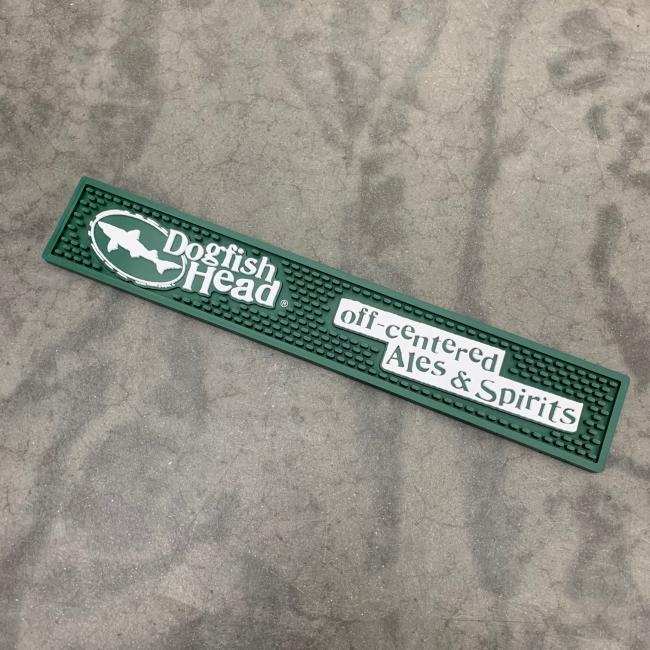 Dogfish
Head®
off-centered
Ales & Spirits